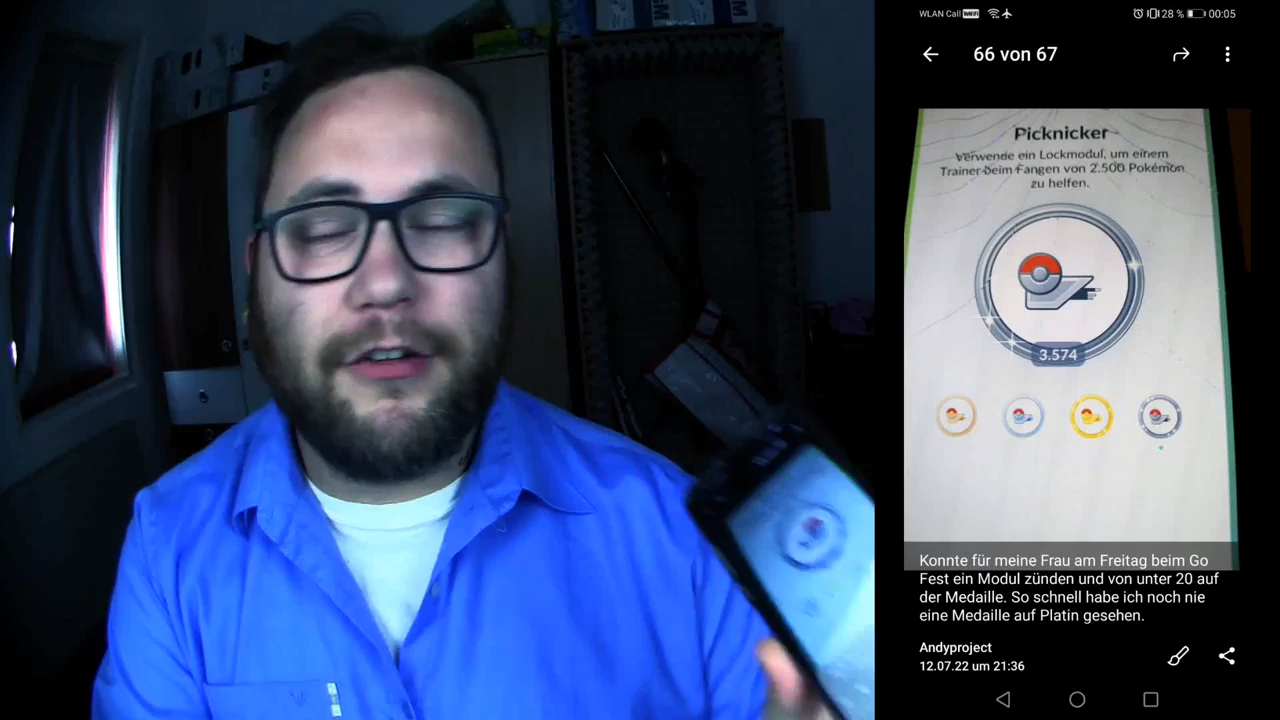 WLAN Call VoWiFi
28 % 00:05
66 von 67
Picknicker
Verwende ein Lockmodul, um einem
Trainer beim Fangen von 2.500 Pokémon
zu helfen.
3.574
Konnte für meine Frau am Freitag beim Go
Fest ein Modul zünden und von unter 20 auf
der Medaille. So schnell habe ich noch nie
eine Medaille auf Platin gesehen.
Andyproject
12.07.22 um 21:36